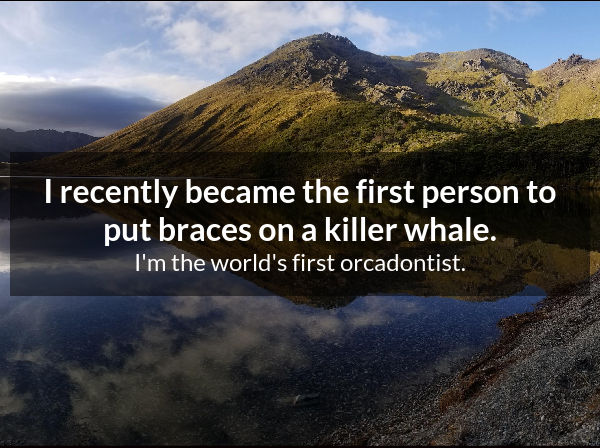 I recently became the first person to
put braces on a killer whale.
I'm the world's first orcadontist.